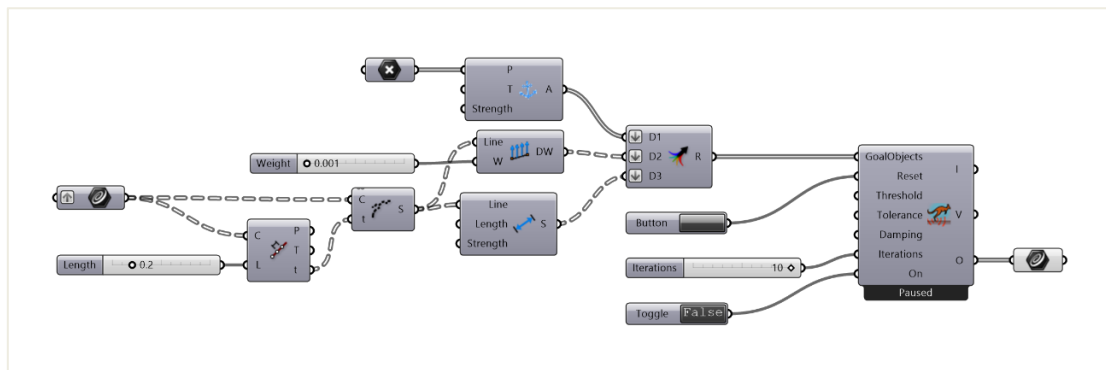 P
T A
Strength
Line
W DW
Weight 0.001
D1
D2 R
D3
C
t S
Line
Length S
Strength
C P
T
L t
Length 0.2
GoalObjects I
Reset
Threshold
Tolerance V
Damping
Iterations O
On
Paused
Button
Iterations 10
Toggle False